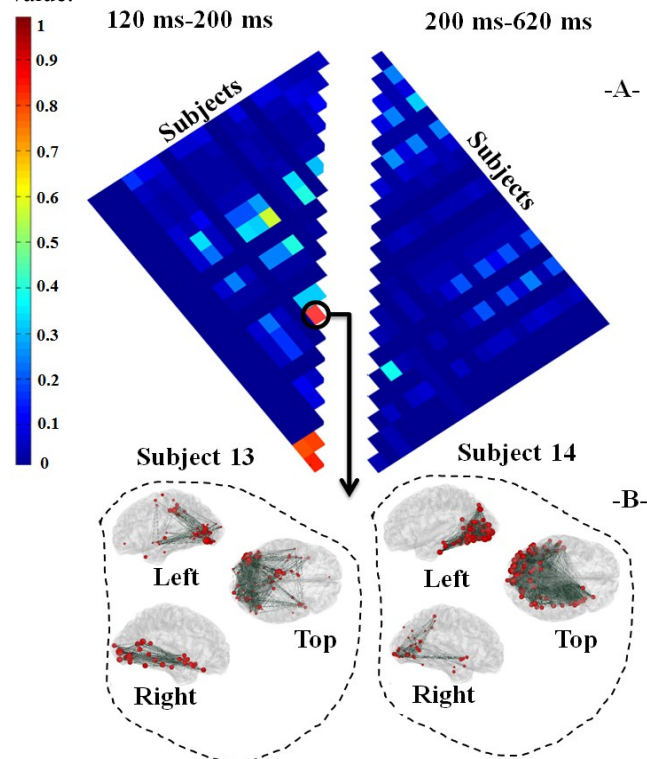 value.
120 ms-200 ms
200 ms-620 ms
1
0.9
0.8
0.7
0.6
0.5
0.4
0.3
0.2
0.1
0
Subjects
Subjects
-A-
Subject 13
Subject 14
-B-
Left
Top
Right
Left
Top
Right